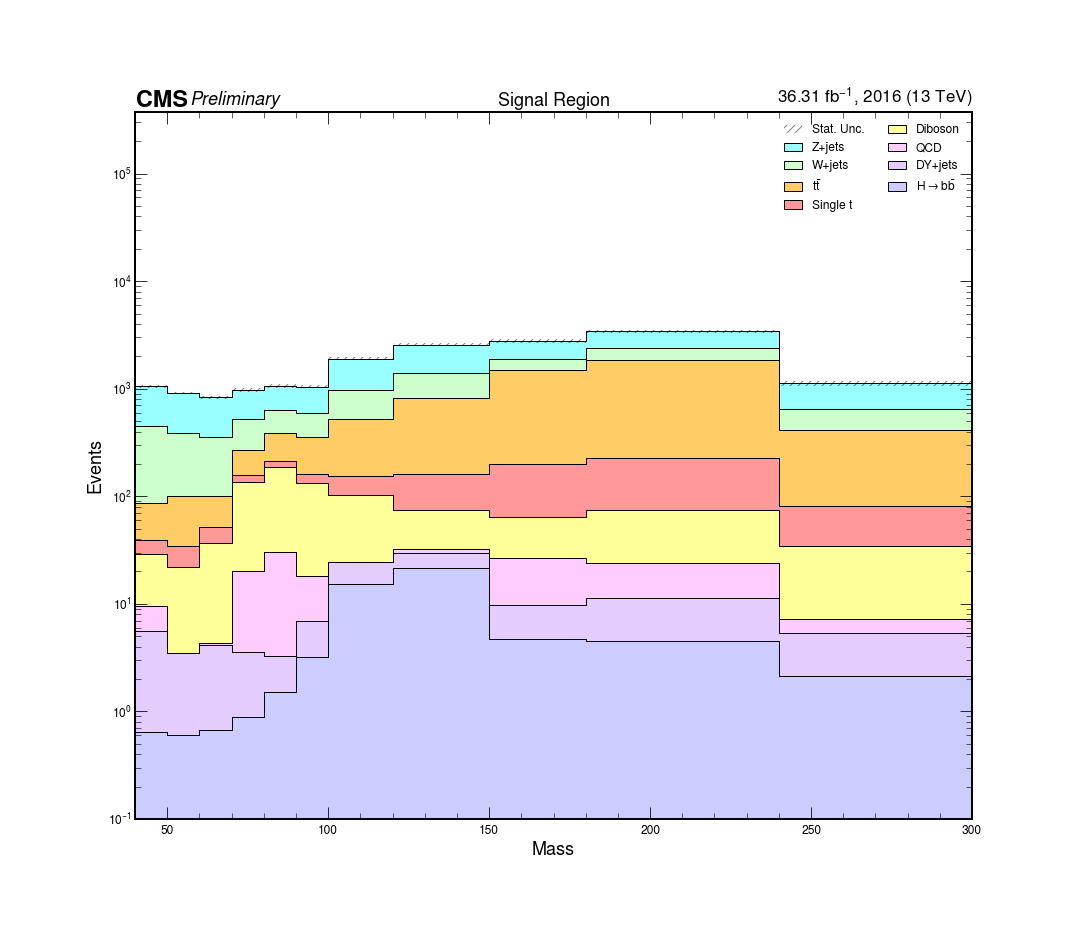 CMS Preliminary Signal Region 36.31 fb⁻¹, 2016 (13 TeV)
Stat. Unc. Diboson
Z+jets QCD
W+jets DY+jets
tt̄ H→bb̄
Single t
10⁵
10⁴
10³
10²
10¹
10⁰
10⁻¹
Events
50 100 150 200 250 300
Mass